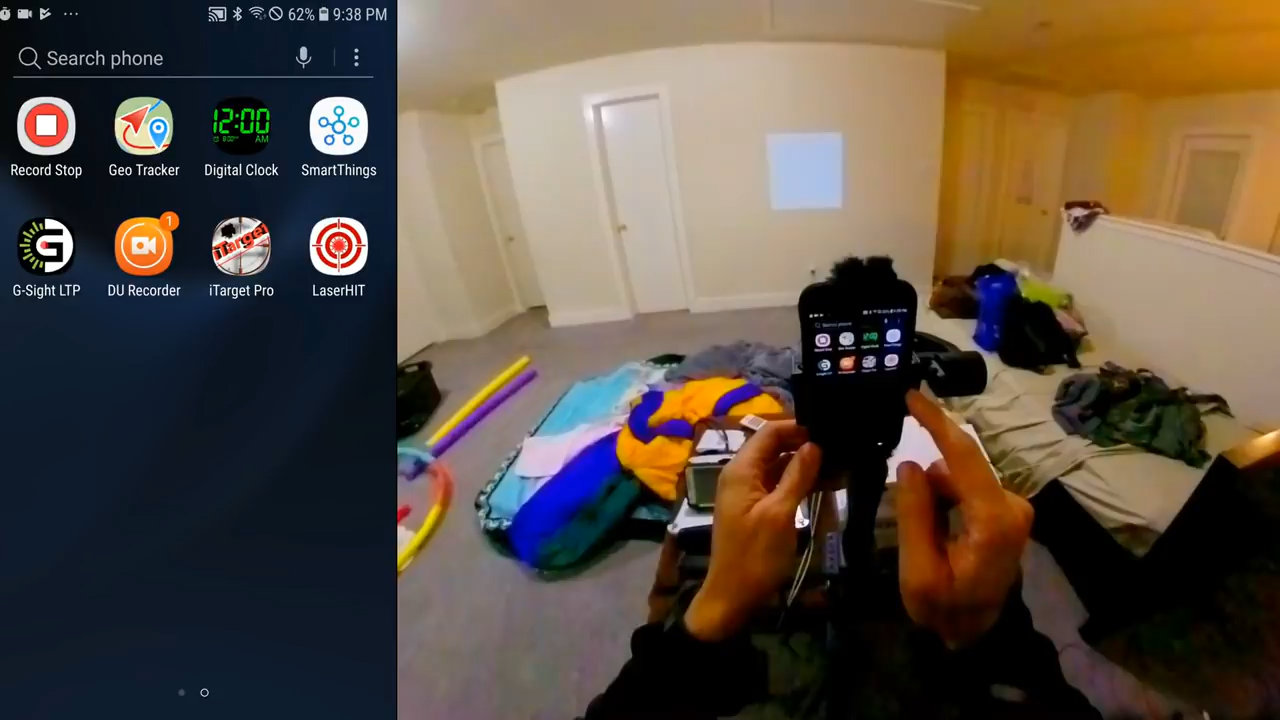 62% 9:38 PM
Search phone
12:00
AM
Record Stop
Geo Tracker
Digital Clock
SmartThings
G
1
iTarget
G-Sight LTP
DU Recorder
iTarget Pro
LaserHIT